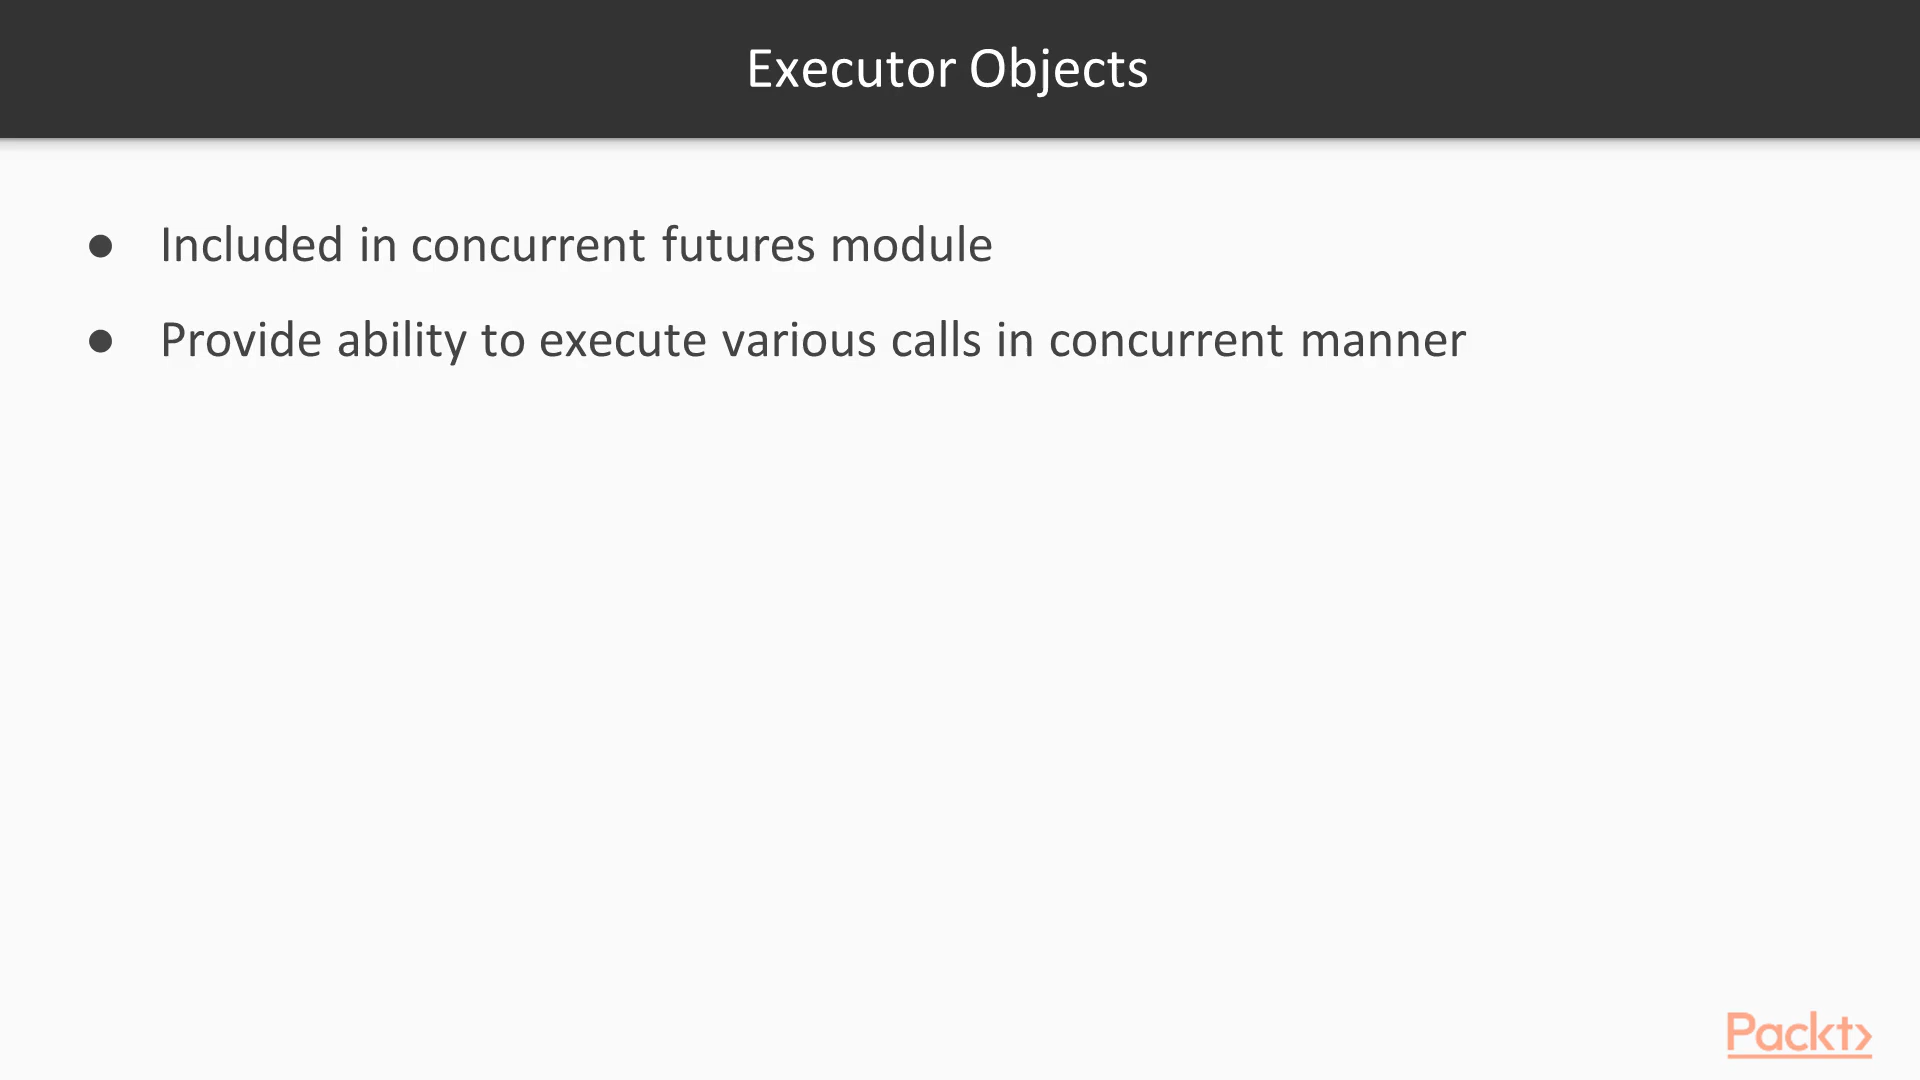 Executor Objects
● Included in concurrent futures module
● Provide ability to execute various calls in concurrent manner
Packt>